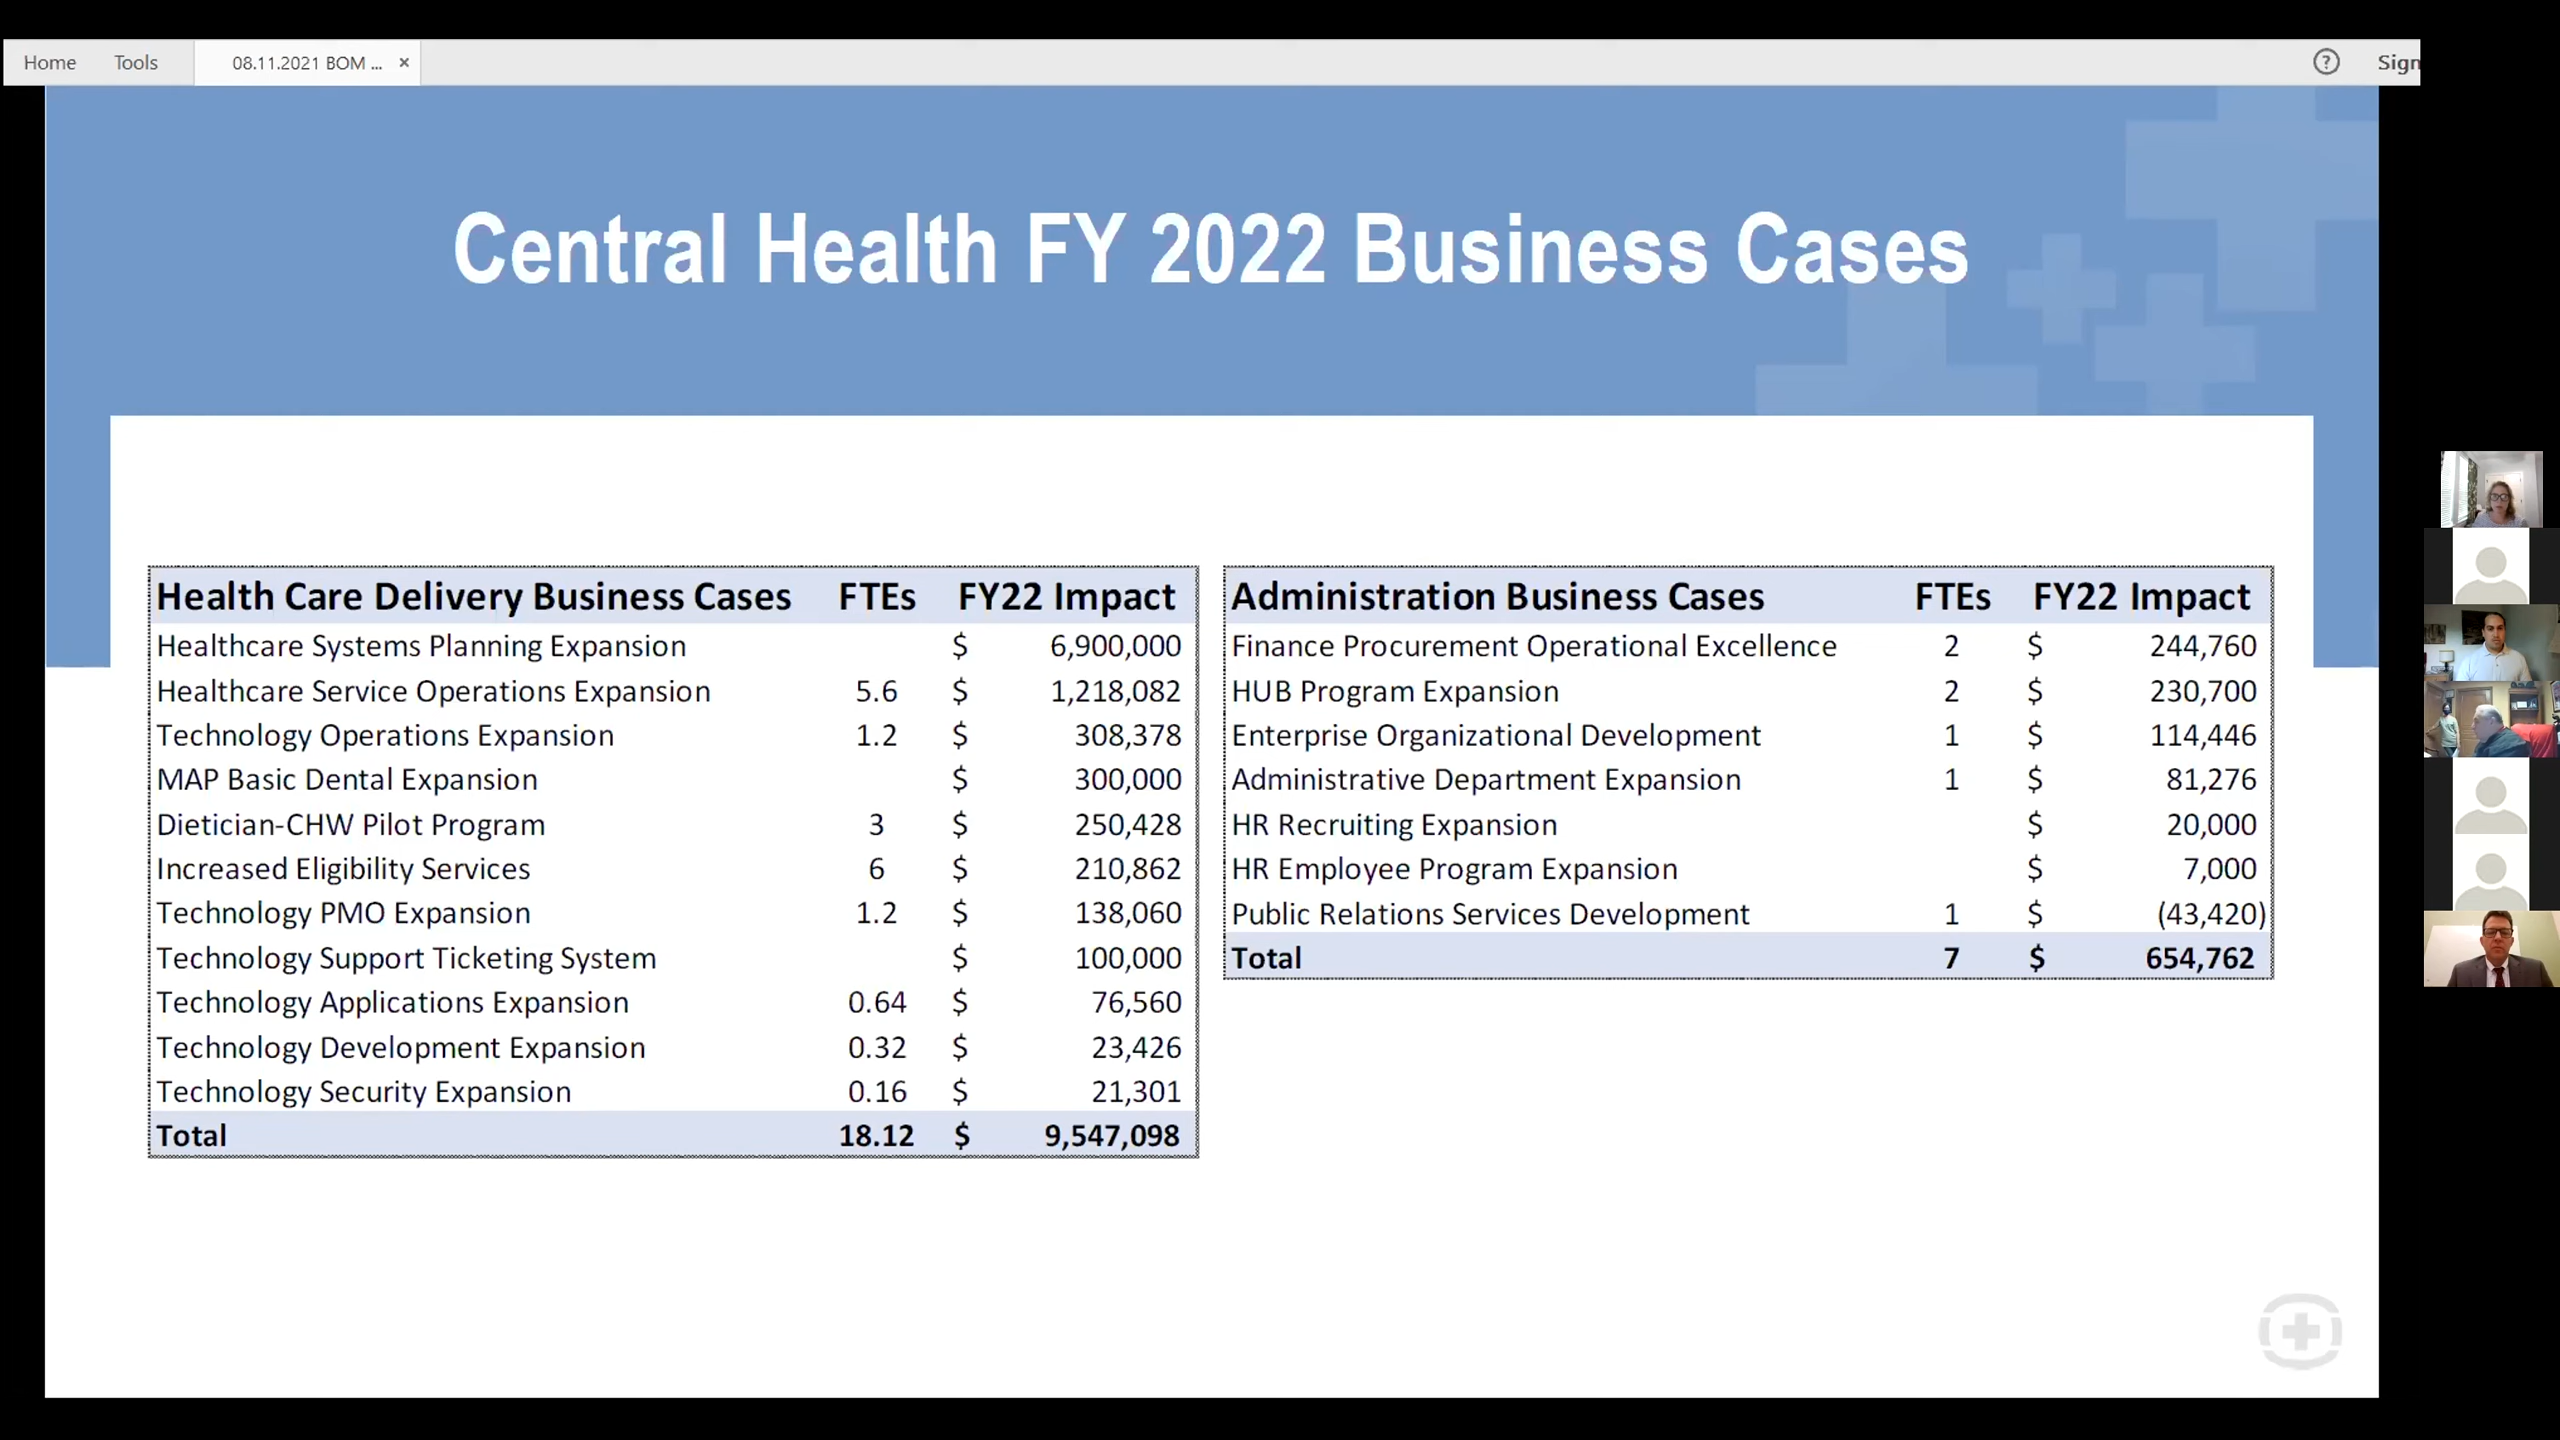 Home Tools 08.11.2021 BOM ... × ? Sign
Central Health FY 2022 Business Cases
Health Care Delivery Business Cases FTEs FY22 Impact
Healthcare Systems Planning Expansion $ 6,900,000
Healthcare Service Operations Expansion 5.6 $ 1,218,082
Technology Operations Expansion 1.2 $ 308,378
MAP Basic Dental Expansion $ 300,000
Dietician-CHW Pilot Program 3 $ 250,428
Increased Eligibility Services 6 $ 210,862
Technology PMO Expansion 1.2 $ 138,060
Technology Support Ticketing System $ 100,000
Technology Applications Expansion 0.64 $ 76,560
Technology Development Expansion 0.32 $ 23,426
Technology Security Expansion 0.16 $ 21,301
Total 18.12 $ 9,547,098
Administration Business Cases FTEs FY22 Impact
Finance Procurement Operational Excellence 2 $ 244,760
HUB Program Expansion 2 $ 230,700
Enterprise Organizational Development 1 $ 114,446
Administrative Department Expansion 1 $ 81,276
HR Recruiting Expansion $ 20,000
HR Employee Program Expansion $ 7,000
Public Relations Services Development 1 $ (43,420)
Total 7 $ 654,762